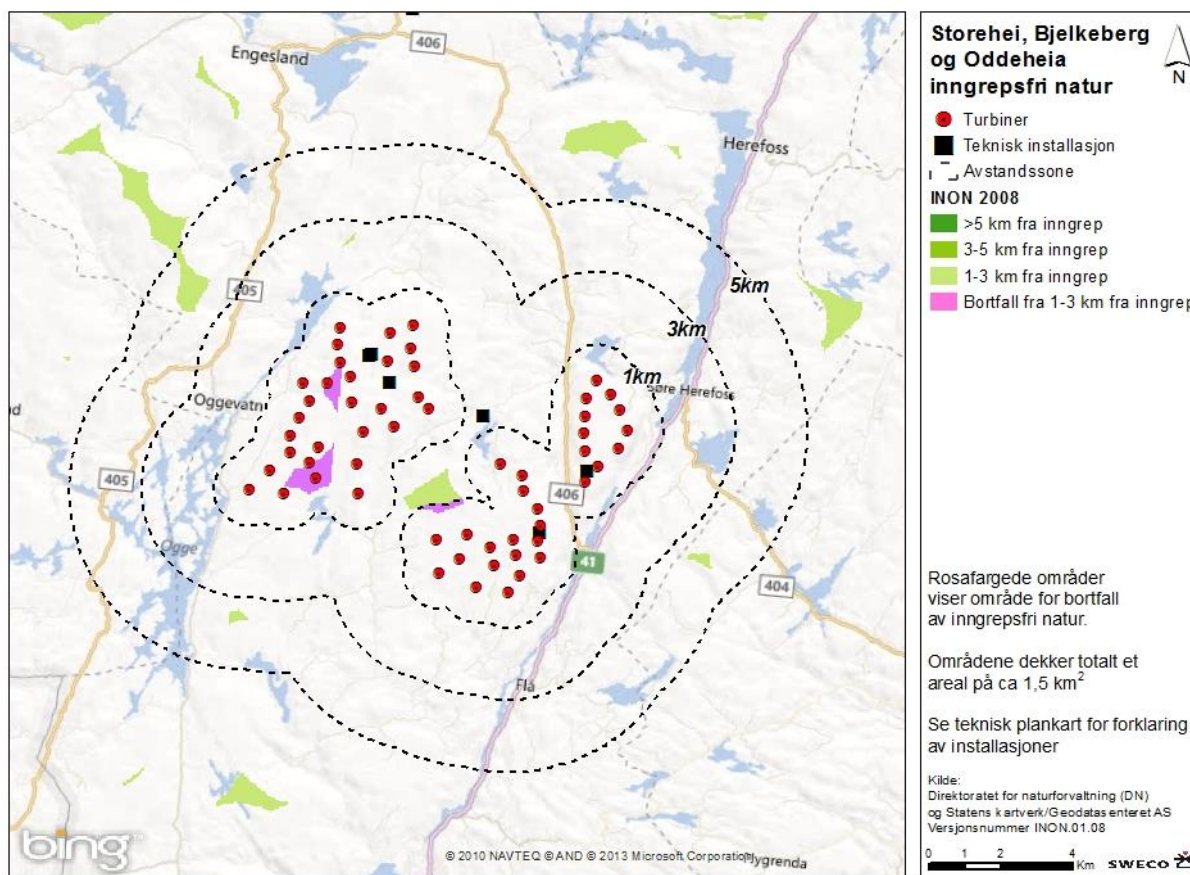 406
Engesland
Herefoss
405
5km
3km
1km
Søre Herefoss
Oggevatn
405
406
Ogge
41
404
Fla
bing
© 2010 NAVTEQ © AND © 2013 Microsoft Corporation
Storehei, Bjelkeberg
og Oddeheia
inngrepsfri natur
N
Turbiner
Teknisk installasjon
Avstandssone
INON 2008
>5 km fra inngrep
3-5 km fra inngrep
1-3 km fra inngrep
Bortfall fra 1-3 km fra inngrep
Rosafargede områder
viser område for bortfall
av inngrepsfri natur.
Områdene dekker totalt et
areal på ca 1,5 km²
Se teknisk plankart for forklaring
av installasjoner
Kilde:
Direktoratet for naturforvaltning (DN)
og Statens kartverk/Geodatasenteret AS
Versjonsnummer INON.01.08
0 1 2 4
Km
SWECO